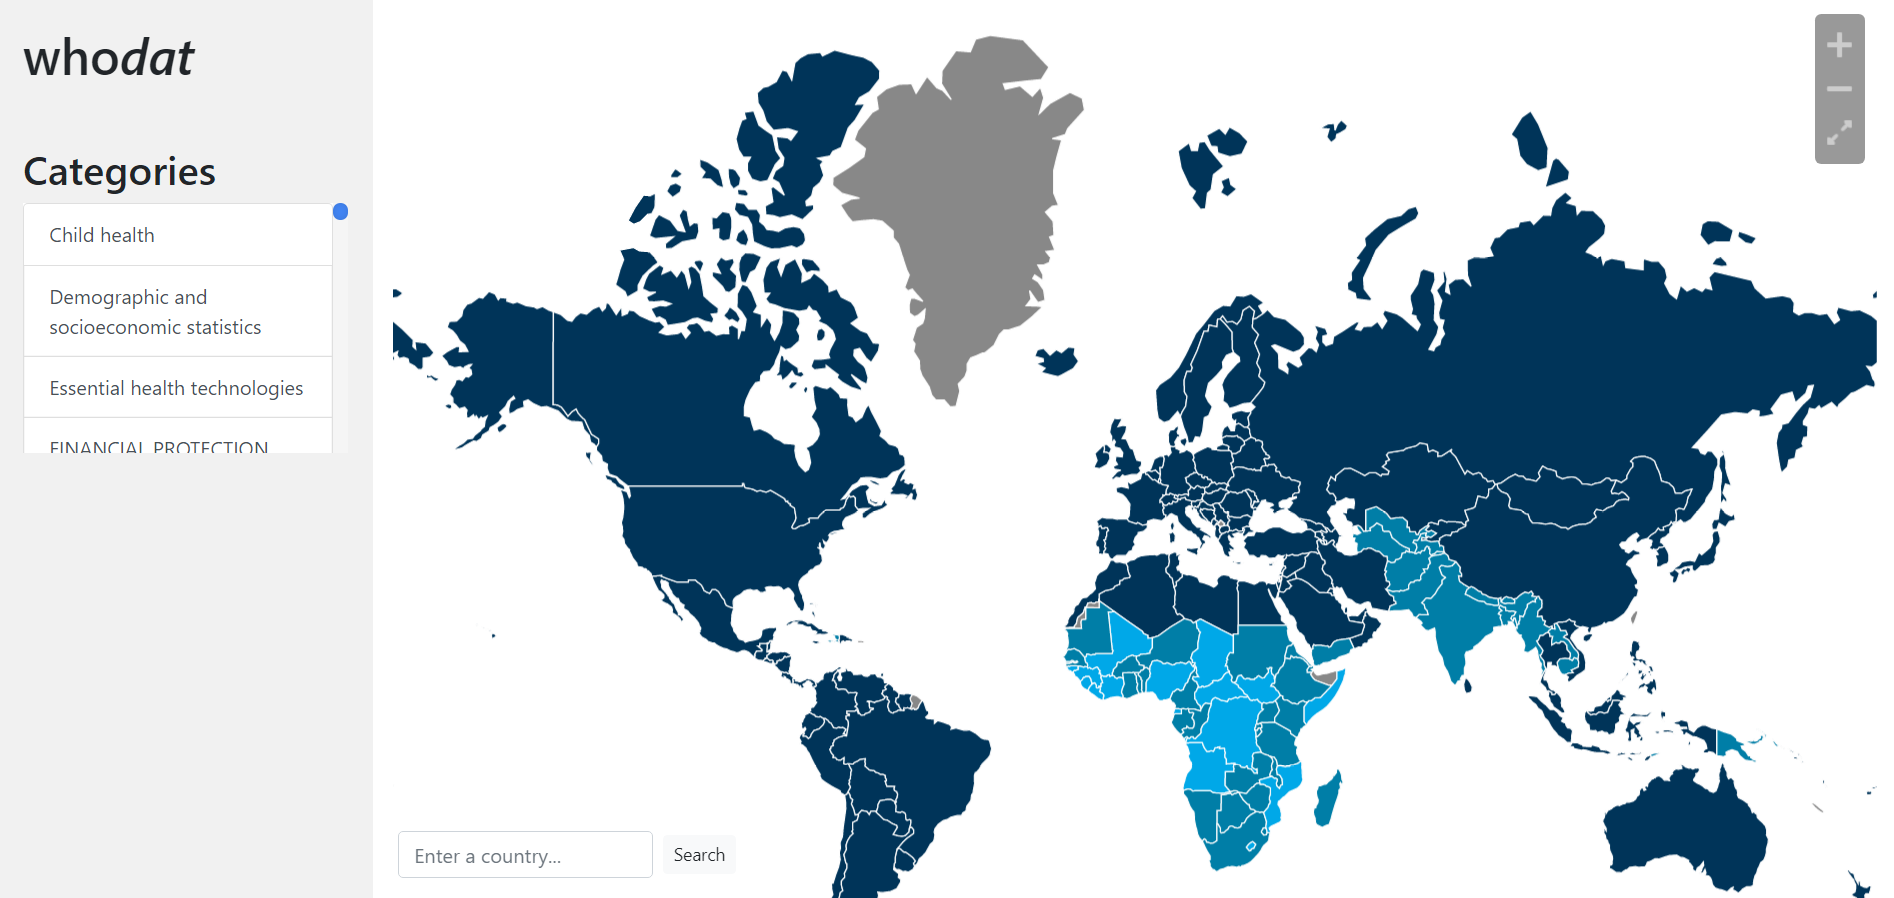 whodat
Categories
Child health
Demographic and
socioeconomic statistics
Essential health technologies
FINANCIAL PROTECTION
Enter a country...
Search